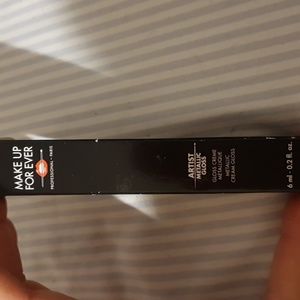 MAKE UP
FOR EVER
PROFESSIONAL - PARIS
ARTIST
METALLIC
GLOSS
GLOSS CRÈME
MÉTALLIQUE
METALLIC
CREAM GLOSS
6 ml - 0.2 fl. oz.